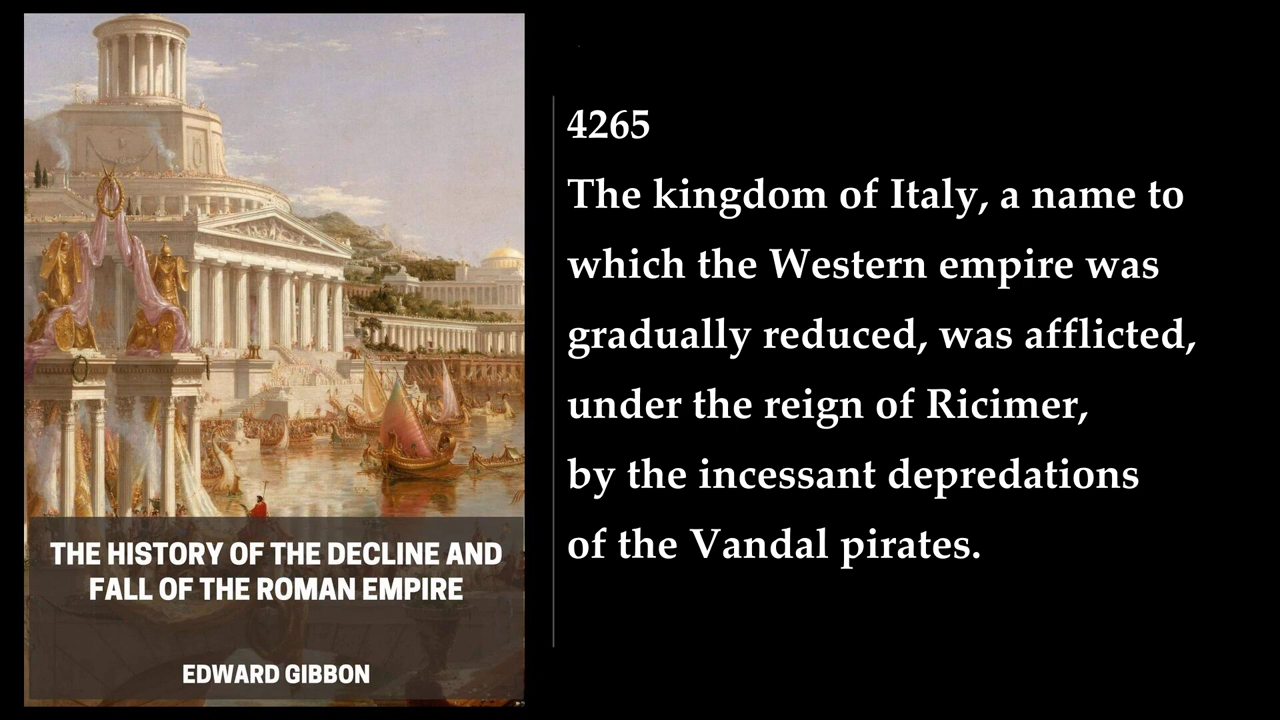 THE HISTORY OF THE DECLINE AND
FALL OF THE ROMAN EMPIRE
EDWARD GIBBON
4265
The kingdom of Italy, a name to
which the Western empire was
gradually reduced, was afflicted,
under the reign of Ricimer,
by the incessant depredations
of the Vandal pirates.